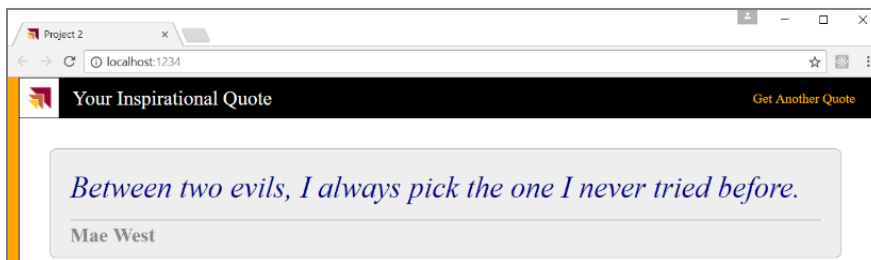 Project 2
localhost:1234
Your Inspirational Quote
Get Another Quote
Between two evils, I always pick the one I never tried before.
Mae West